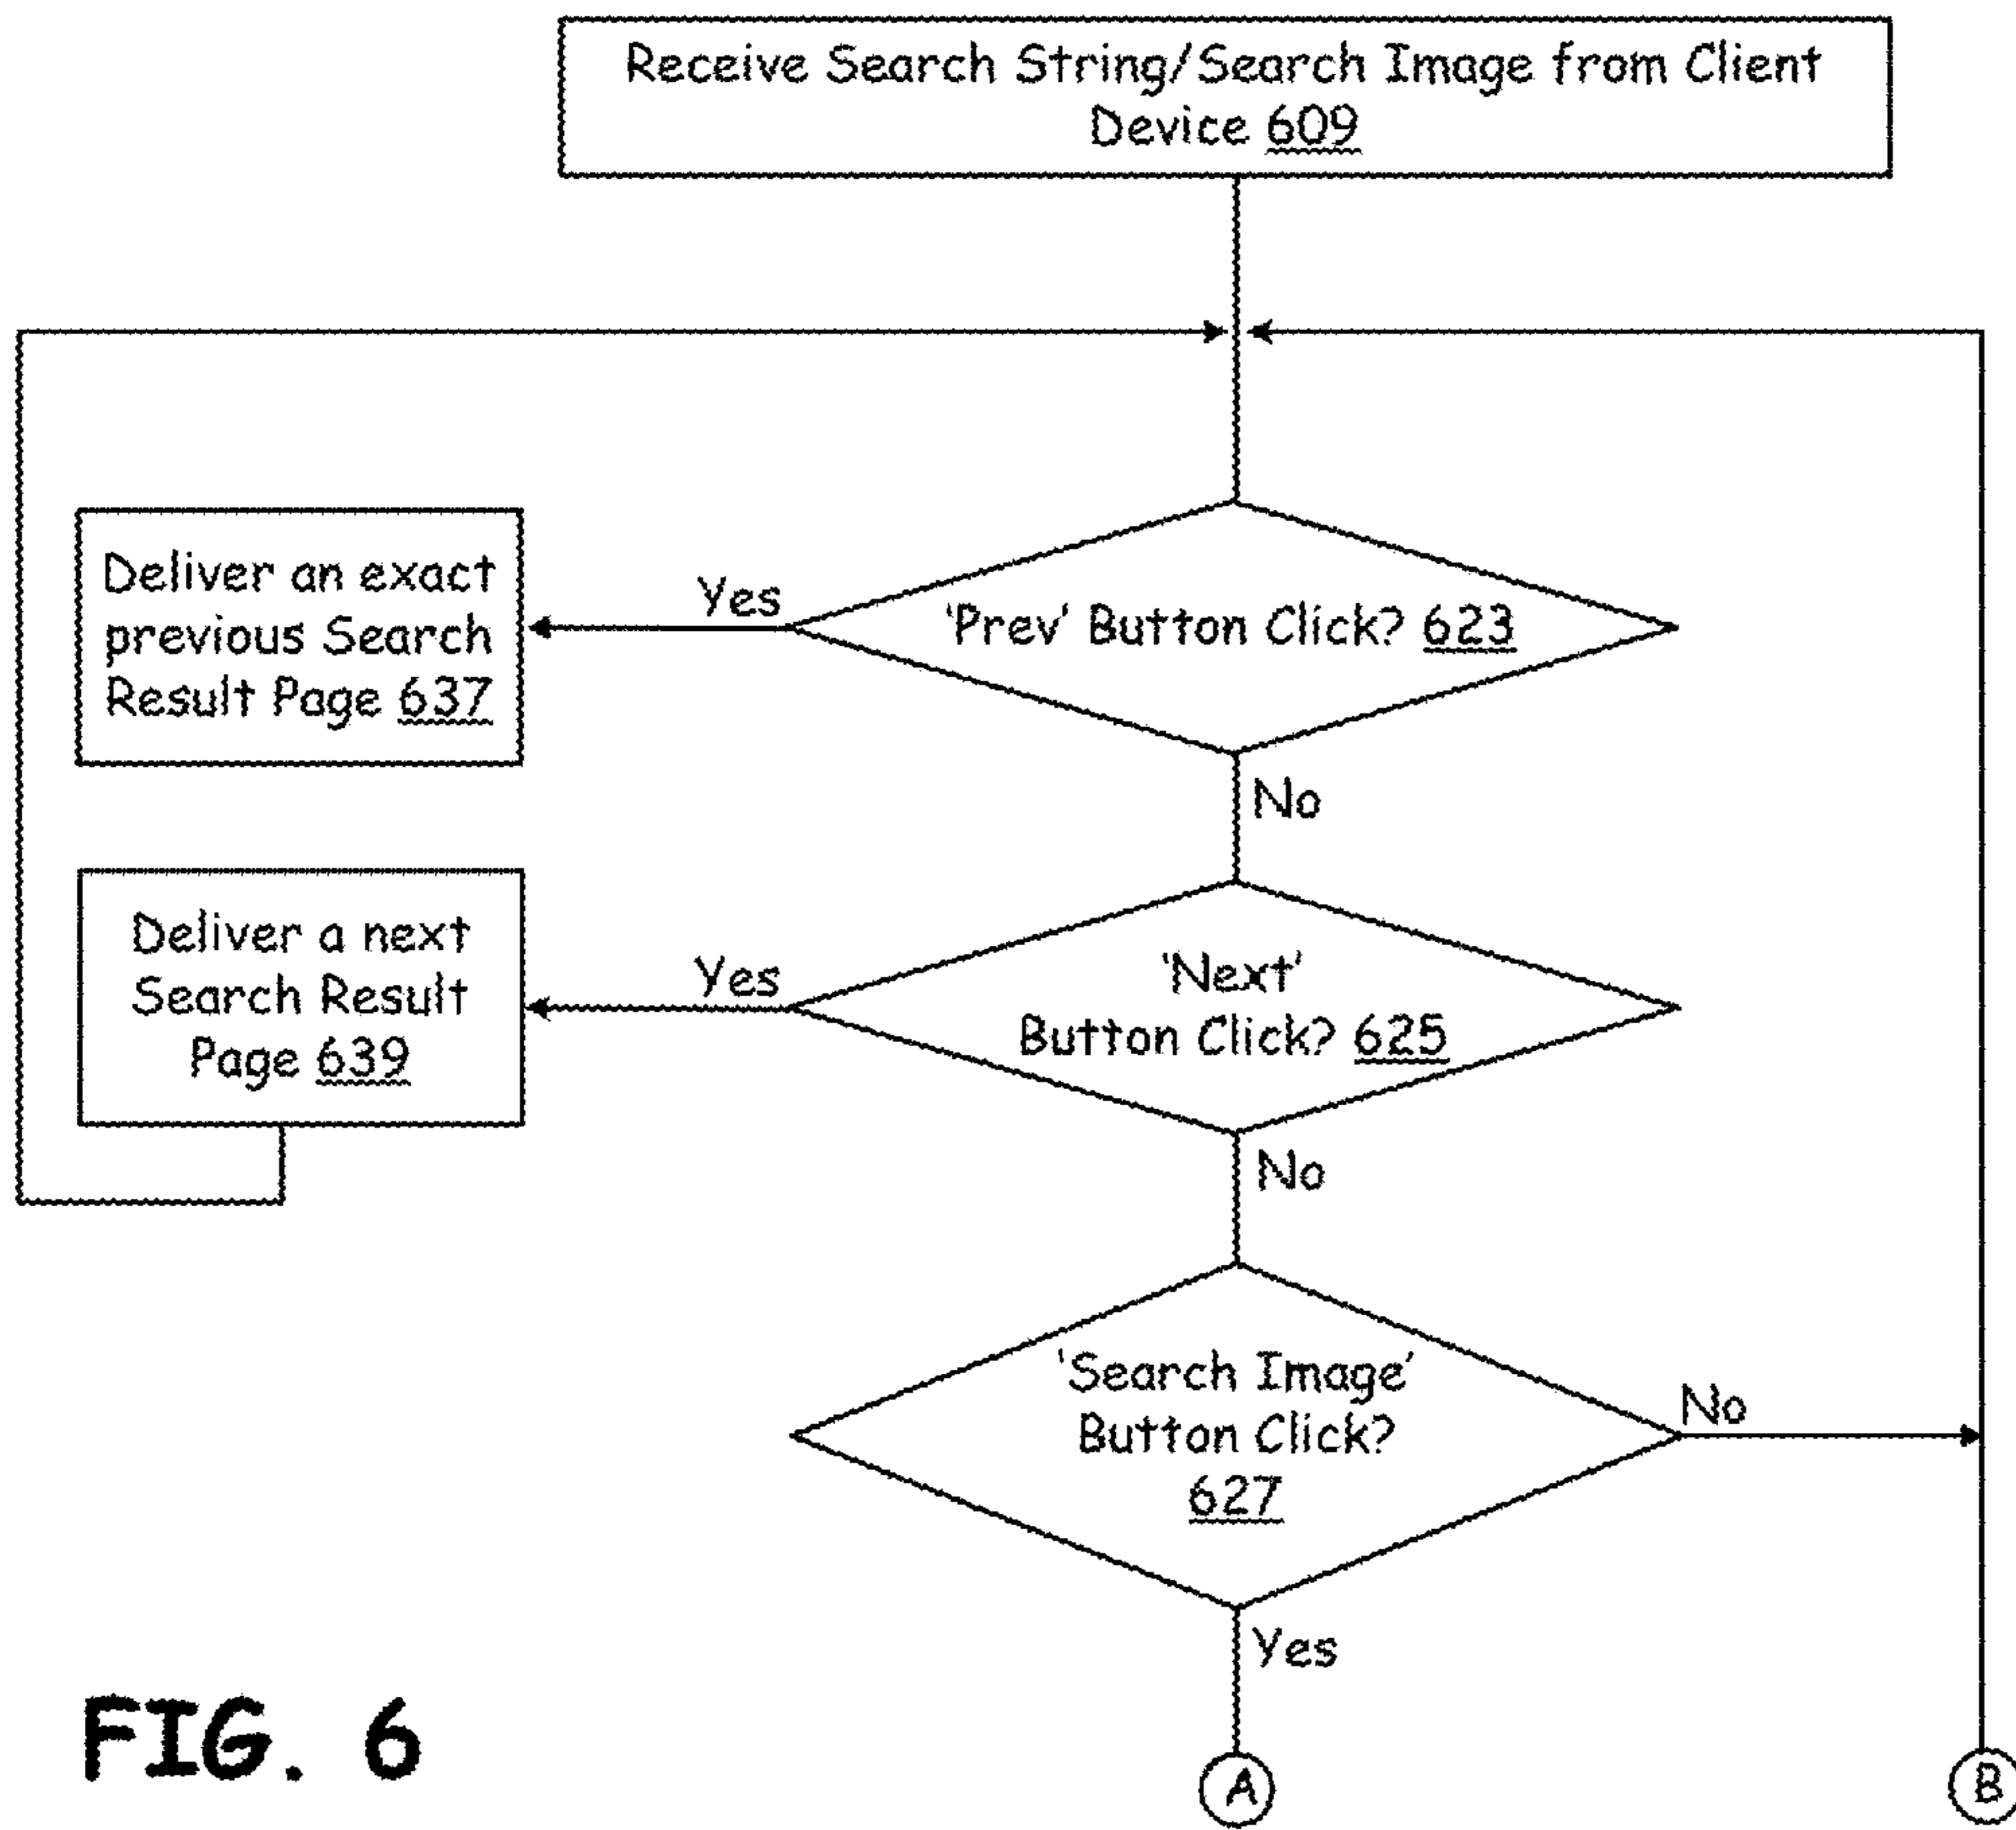 Receive Search String/Search Image from Client
Device 609
Deliver an exact
previous Search
Result Page 637
Yes
'Prev' Button Click? 623
No
Deliver a next
Search Result
Page 639
Yes
'Next'
Button Click? 625
No
'Search Image'
Button Click?
627
No
Yes
FIG. 6
A
B